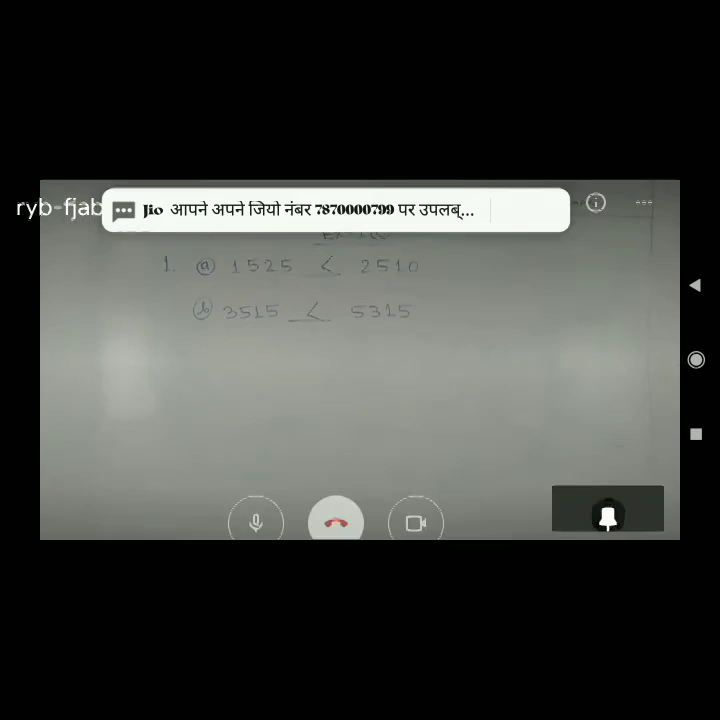 ryb-fjab
Jio आपने अपने जियो नंबर 7870000799 पर उपलब्...
1. (a) 1525 < 2510
(b) 3515 < 5315